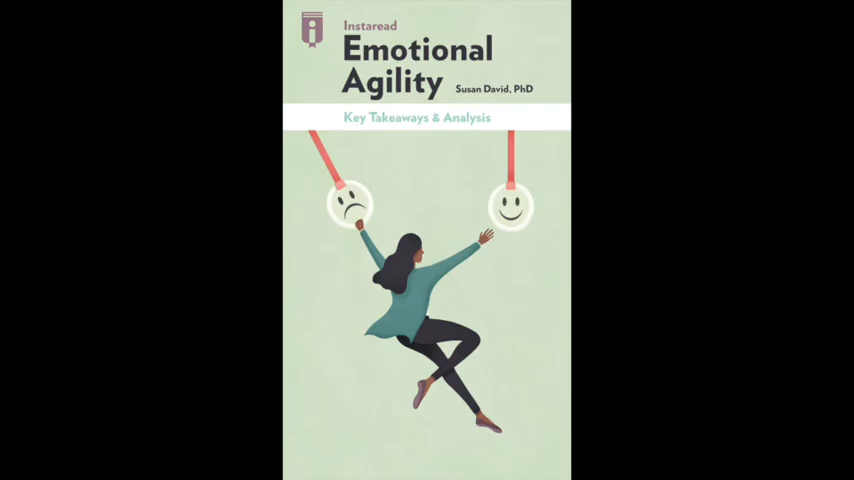 Instaread
Emotional
Agility Susan David, PhD
Key Takeaways & Analysis